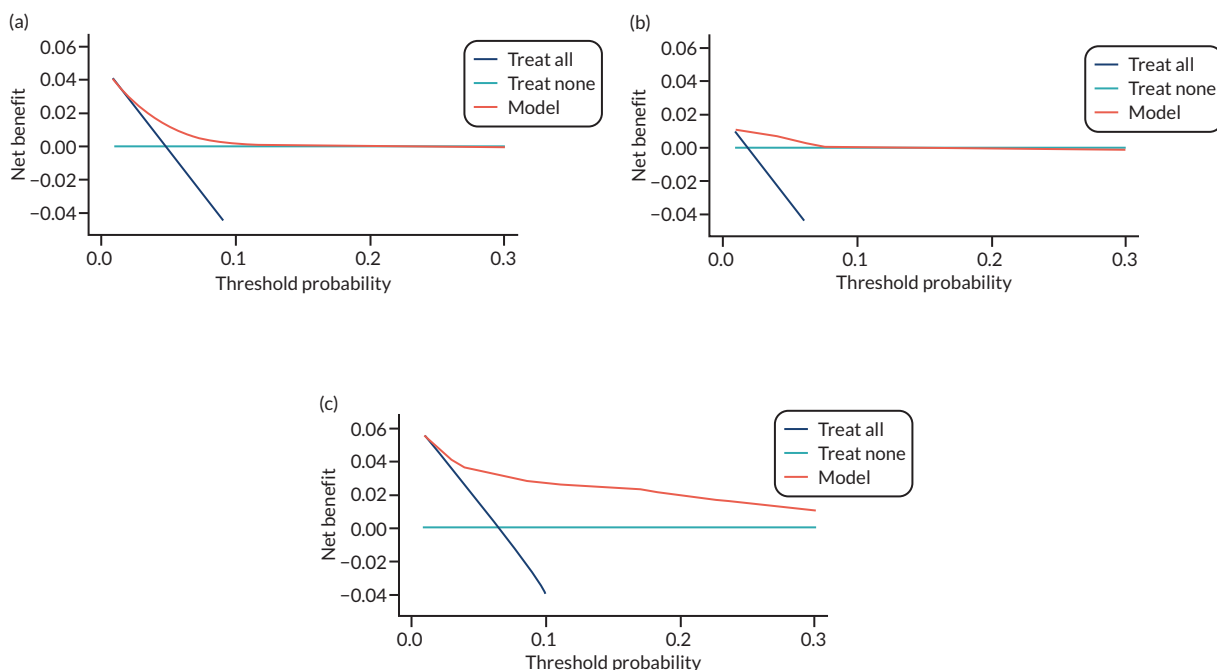 (a)
0.06
0.04
0.02
0.00
−0.02
−0.04
Net benefit
0.0
0.1
0.2
0.3
Threshold probability
Treat all
Treat none
Model
(b)
0.06
0.04
0.02
0.00
−0.02
−0.04
Net benefit
0.0
0.1
0.2
0.3
Threshold probability
Treat all
Treat none
Model
(c)
0.06
0.04
0.02
0.00
−0.02
−0.04
Net benefit
0.0
0.1
0.2
0.3
Threshold probability
Treat all
Treat none
Model